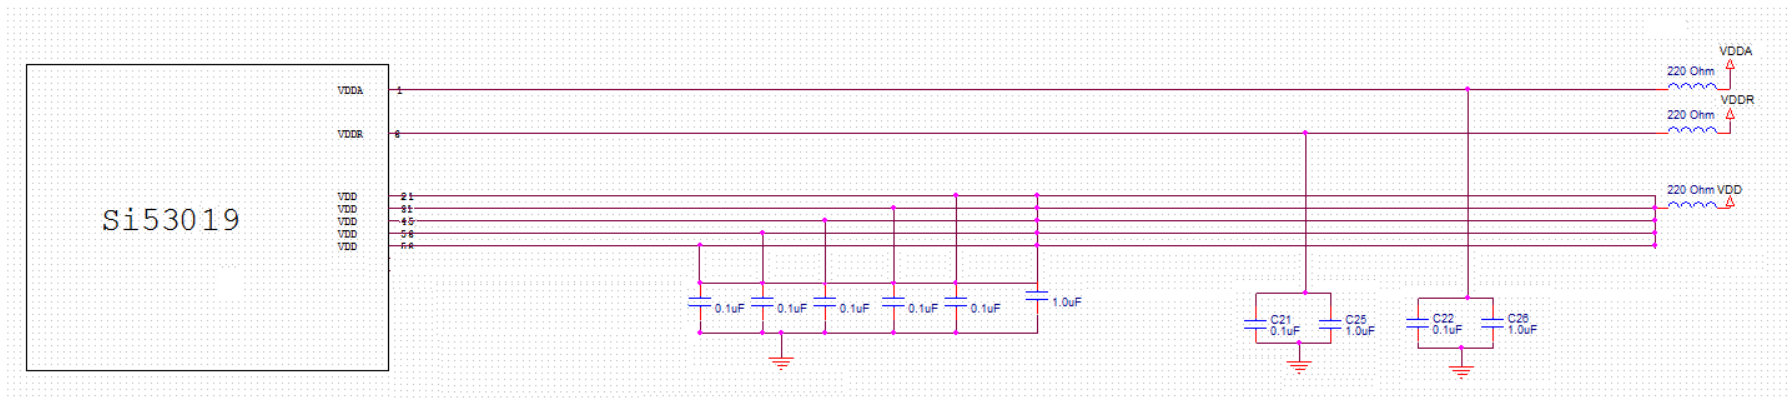 VDDA
220 Ohm
VDDA 1
VDDR
220 Ohm
VDDR
VDD 21
220 Ohm VDD
VDD
VDD 45
VDD
VDD
Si53019
0.1uF 0.1uF 0.1uF 0.1uF 0.1uF 1.0uF
C21 C25 C22 C26
0.1uF 1.0uF 0.1uF 1.0uF